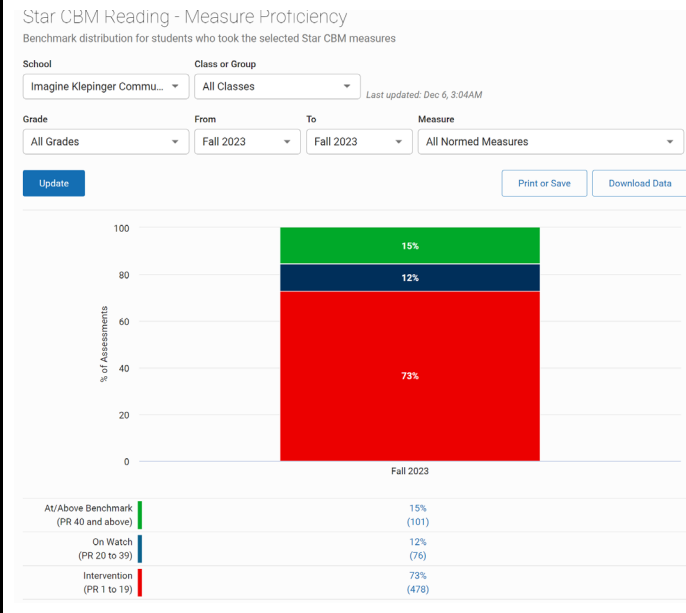 Star CBM Reading - Measure Proficiency
Benchmark distribution for students who took the selected Star CBM measures
School
Class or Group
Imagine Klepinger Commu...
All Classes
Last updated: Dec 6, 3:04AM
Grade
From
To
Measure
All Grades
Fall 2023
Fall 2023
All Normed Measures
Update
Print or Save
Download Data
100
80
60
40
20
0
% of Assessments
15%
12%
73%
Fall 2023
At/Above Benchmark
(PR 40 and above)
15%
(101)
On Watch
(PR 20 to 39)
12%
(76)
Intervention
(PR 1 to 19)
73%
(478)